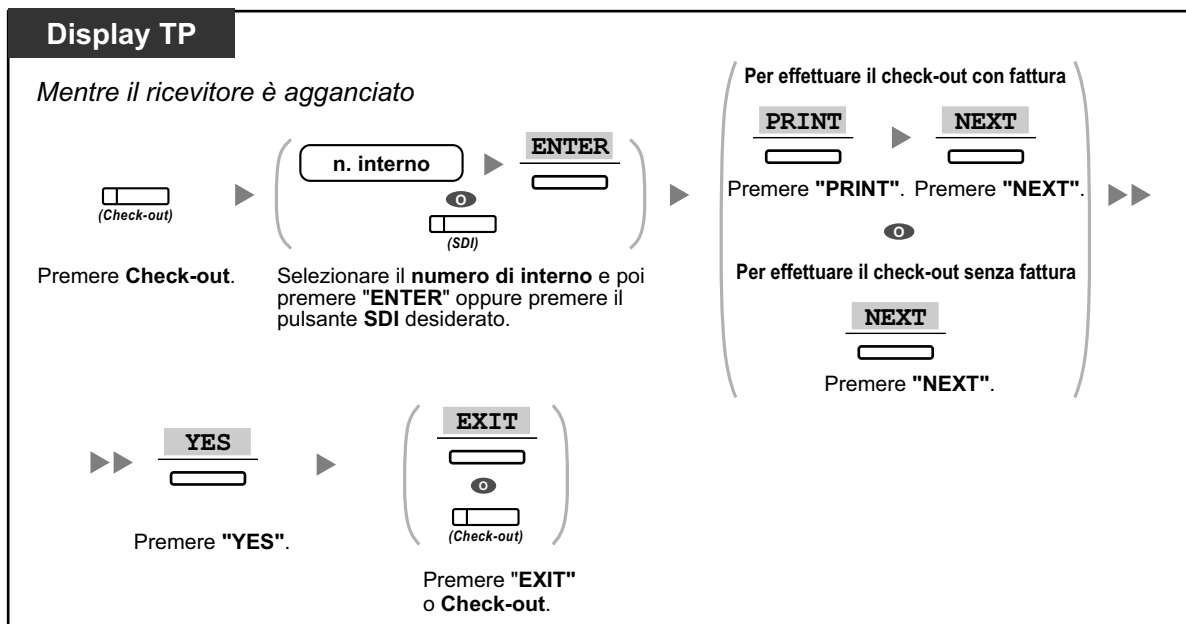 Display TP
Mentre il ricevitore è agganciato
(Check-out)
Premere Check-out.
n. interno
ENTER
O
(SDI)
Selezionare il numero di interno e poi
premere "ENTER" oppure premere il
pulsante SDI desiderato.
Per effettuare il check-out con fattura
PRINT
NEXT
Premere "PRINT". Premere "NEXT".
O
Per effettuare il check-out senza fattura
NEXT
Premere "NEXT".
YES
Premere "YES".
EXIT
O
(Check-out)
Premere "EXIT"
o Check-out.